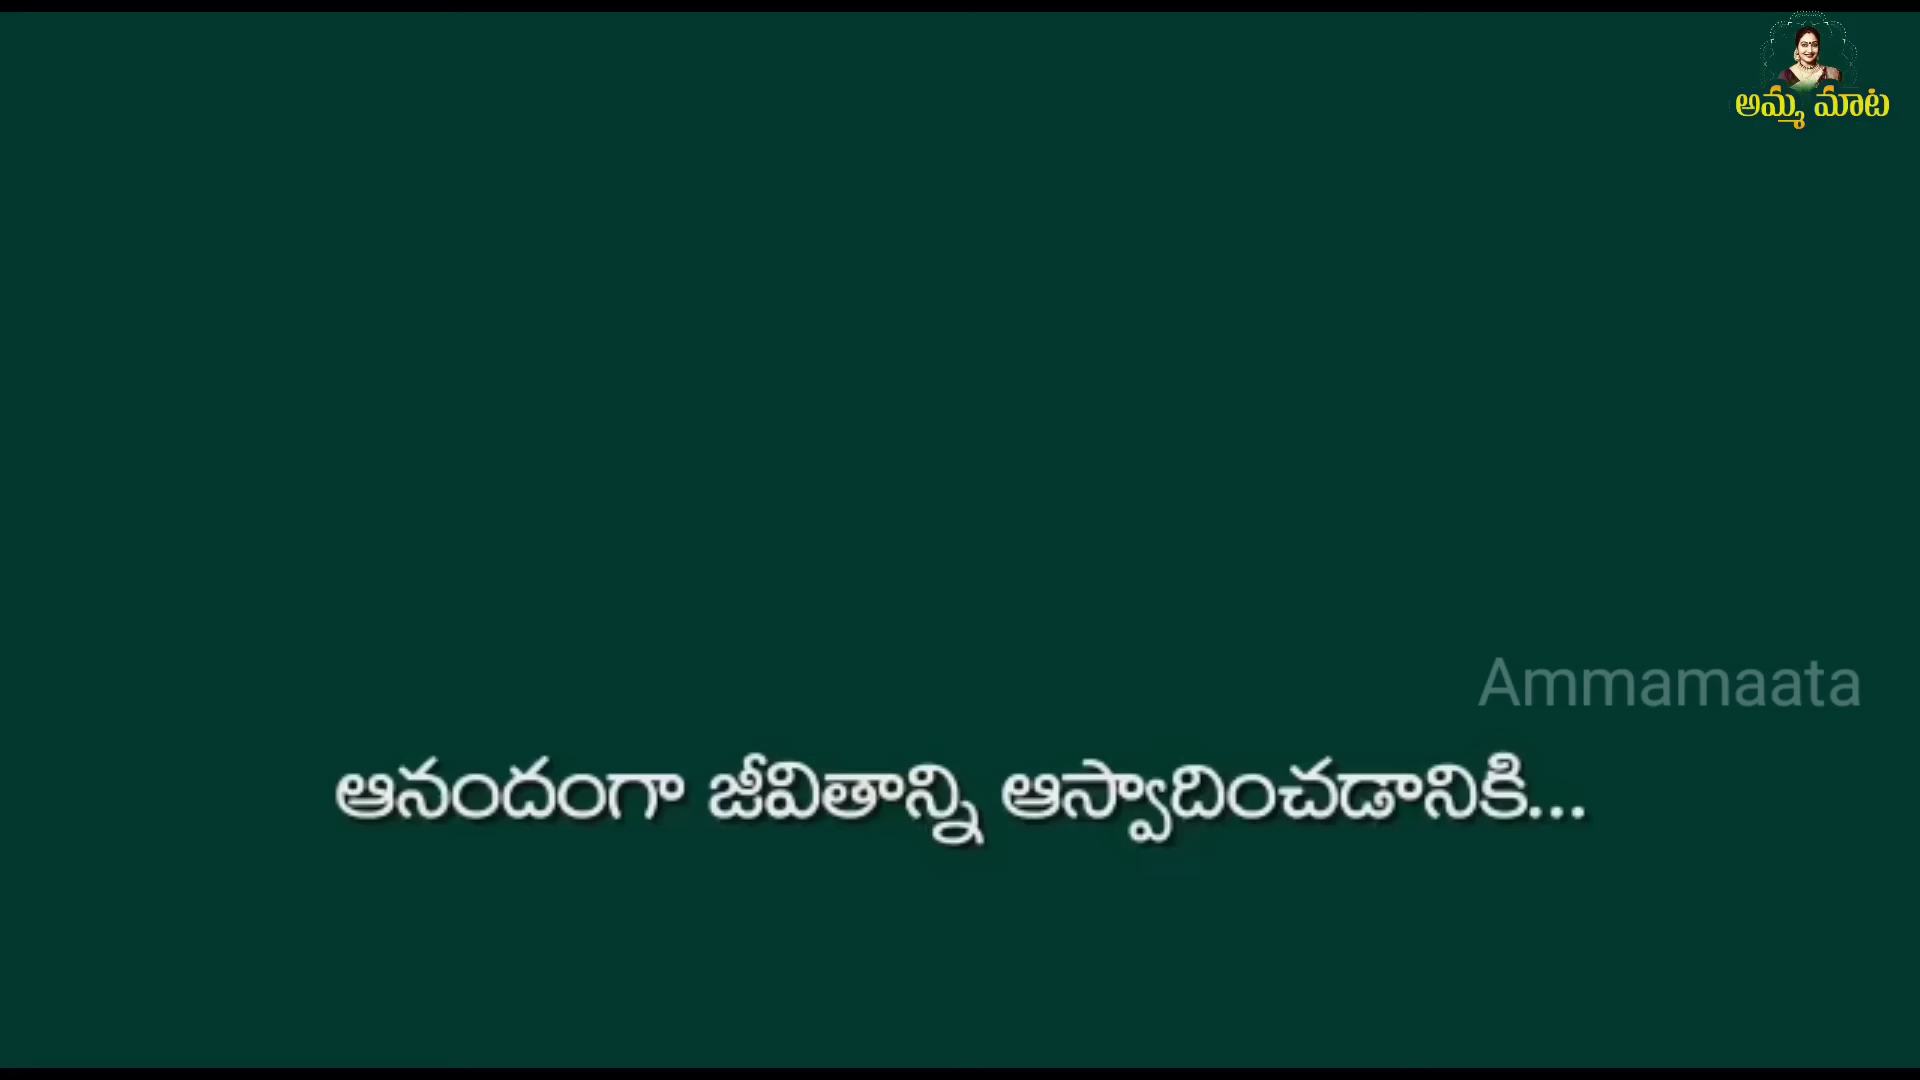 అమ్మ మాట
Ammamaata
ఆనందంగా జీవితాన్ని ఆస్వాదించడానికి...